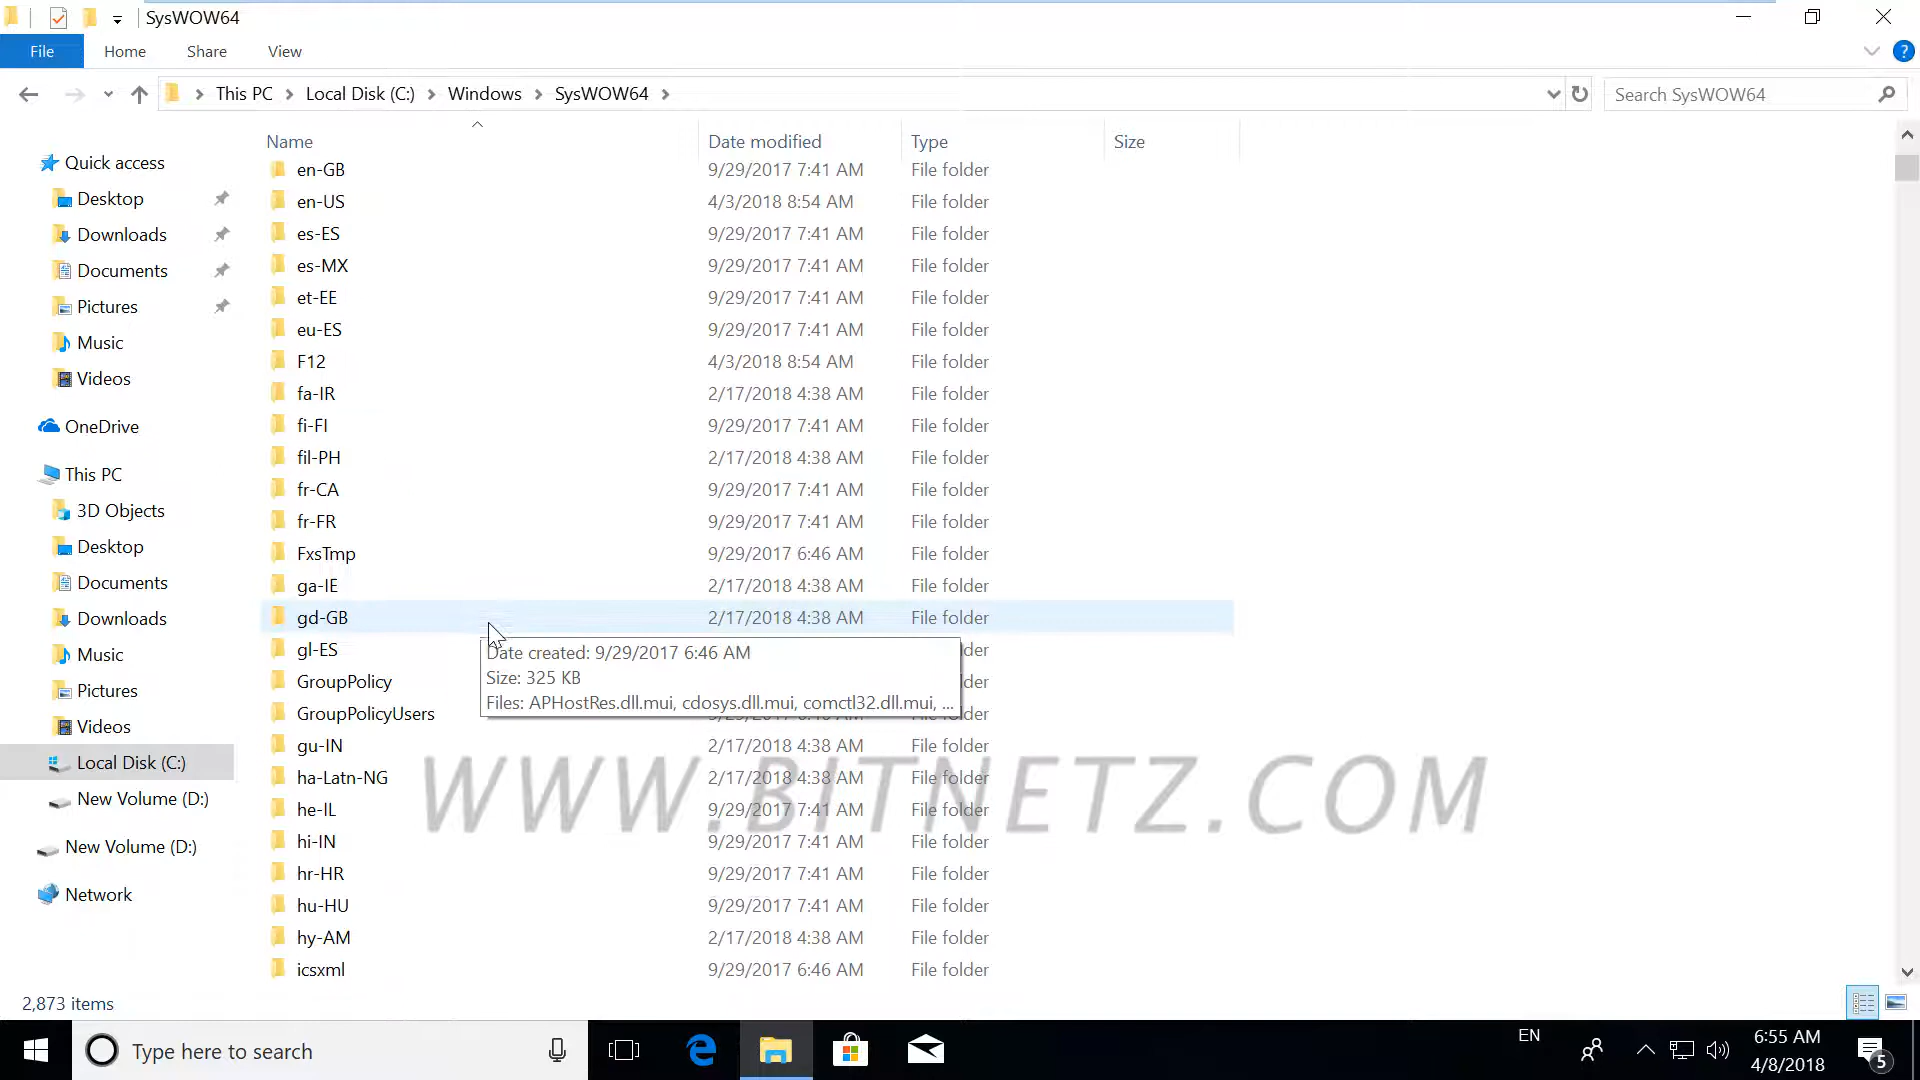 SysWOW64
File Home Share View
This PC Local Disk (C:) Windows SysWOW64
Search SysWOW64
Name Date modified Type Size
Quick access
Desktop
Downloads
Documents
Pictures
Music
Videos
OneDrive
This PC
3D Objects
Desktop
Documents
Downloads
Music
Pictures
Videos
Local Disk (C:)
New Volume (D:)
New Volume (D:)
Network
en-GB 9/29/2017 7:41 AM File folder
en-US 4/3/2018 8:54 AM File folder
es-ES 9/29/2017 7:41 AM File folder
es-MX 9/29/2017 7:41 AM File folder
et-EE 9/29/2017 7:41 AM File folder
eu-ES 9/29/2017 7:41 AM File folder
F12 4/3/2018 8:54 AM File folder
fa-IR 2/17/2018 4:38 AM File folder
fi-FI 9/29/2017 7:41 AM File folder
fil-PH 2/17/2018 4:38 AM File folder
fr-CA 9/29/2017 7:41 AM File folder
fr-FR 9/29/2017 7:41 AM File folder
FxsTmp 9/29/2017 6:46 AM File folder
ga-IE 2/17/2018 4:38 AM File folder
gd-GB 2/17/2018 4:38 AM File folder
gl-ES
Date created: 9/29/2017 6:46 AM
Size: 325 KB
Files: APHostRes.dll.mui, cdosys.dll.mui, comctl32.dll.mui, ...
GroupPolicy
GroupPolicyUsers
gu-IN 2/17/2018 4:38 AM File folder
ha-Latn-NG 2/17/2018 4:38 AM File folder
he-IL 9/29/2017 7:41 AM File folder
hi-IN 9/29/2017 7:41 AM File folder
hr-HR 9/29/2017 7:41 AM File folder
hu-HU 9/29/2017 7:41 AM File folder
hy-AM 2/17/2018 4:38 AM File folder
icsxml 9/29/2017 6:46 AM File folder
WWW.BITNETZ.COM
2,873 items
Type here to search
EN
6:55 AM
4/8/2018
5